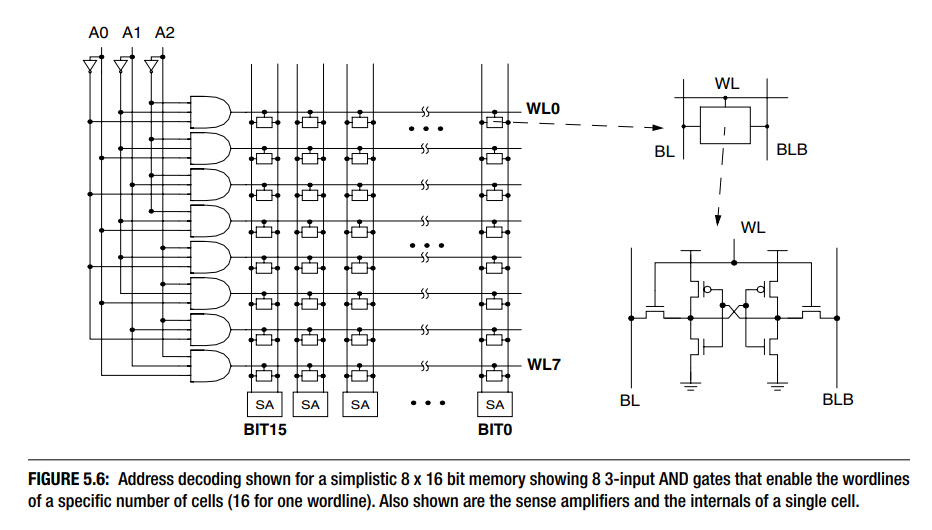 A0 A1 A2
WL0
WL
BL
BLB
WL
WL7
SA SA SA SA
BL
BLB
BIT15
BIT0
FIGURE 5.6: Address decoding shown for a simplistic 8 x 16 bit memory showing 8 3-input AND gates that enable the wordlines
of a specific number of cells (16 for one wordline). Also shown are the sense amplifiers and the internals of a single cell.